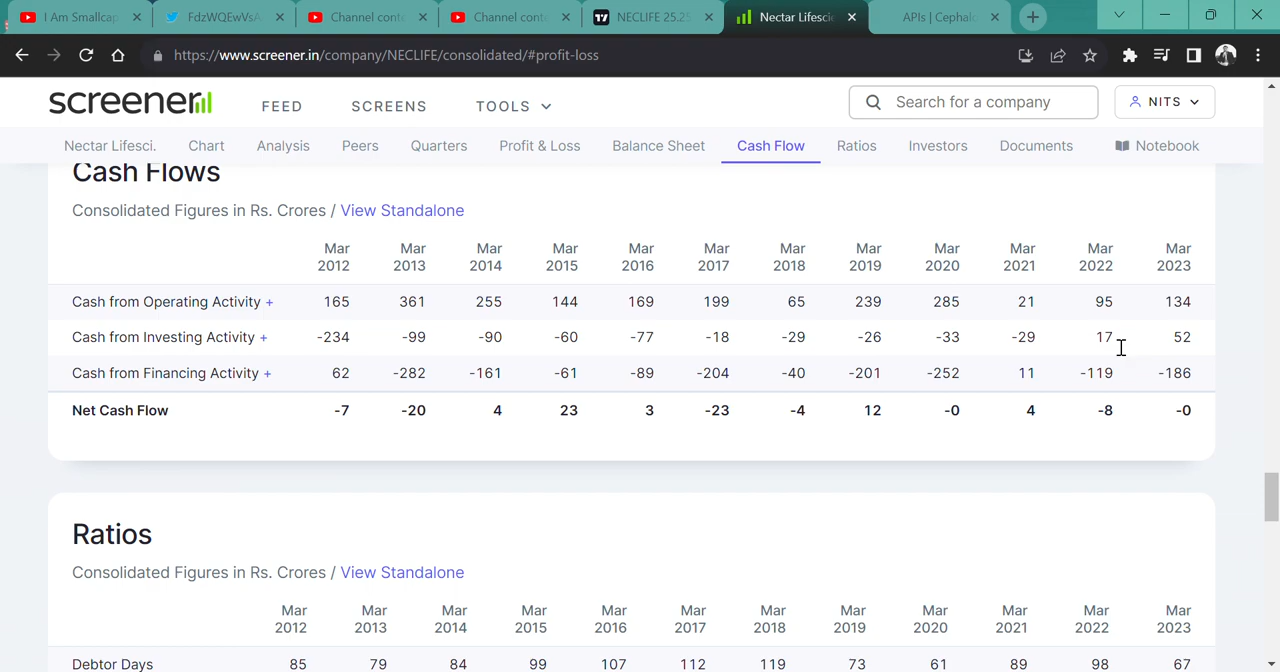 I Am Smallcap
FdzWQEwVsA
Channel conte
Channel conte
NECLIFE 25.25
Nectar Lifescie
APIs | Cephalo
https://www.screener.in/company/NECLIFE/consolidated/#profit-loss
screener
FEED
SCREENS
TOOLS
Search for a company
NITS
Nectar Lifesci. Chart Analysis Peers Quarters Profit & Loss Balance Sheet Cash Flow Ratios Investors Documents Notebook
Cash Flows
Consolidated Figures in Rs. Crores / View Standalone
Mar Mar Mar Mar Mar Mar Mar Mar Mar Mar Mar Mar
2012 2013 2014 2015 2016 2017 2018 2019 2020 2021 2022 2023
Cash from Operating Activity + 165 361 255 144 169 199 65 239 285 21 95 134
Cash from Investing Activity + -234 -99 -90 -60 -77 -18 -29 -26 -33 -29 17 52
Cash from Financing Activity + 62 -282 -161 -61 -89 -204 -40 -201 -252 11 -119 -186
Net Cash Flow -7 -20 4 23 3 -23 -4 12 -0 4 -8 -0
Ratios
Consolidated Figures in Rs. Crores / View Standalone
Mar Mar Mar Mar Mar Mar Mar Mar Mar Mar Mar Mar
2012 2013 2014 2015 2016 2017 2018 2019 2020 2021 2022 2023
Debtor Days 85 79 84 99 107 112 119 73 61 89 98 67